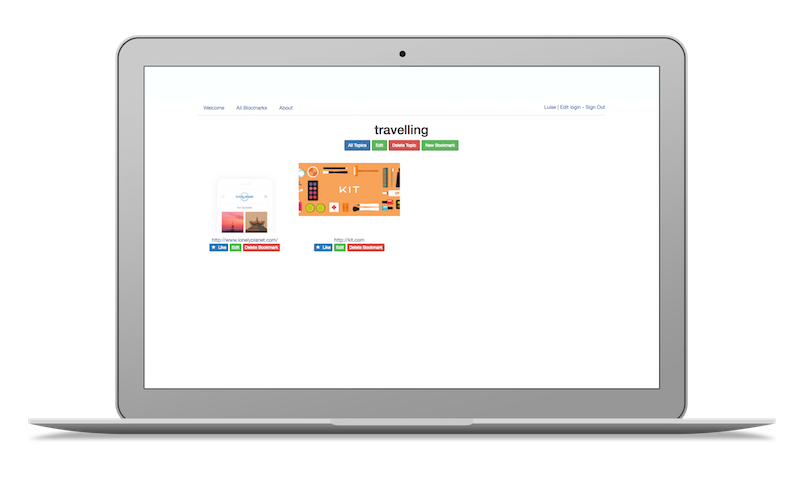 Welcome All Blocmarks About Luise | Edit login - Sign Out
travelling
All Topics Edit Delete Topic New Bookmark
KIT
http://www.lonelyplanet.com/ http://kit.com
★ Like Edit Delete Bookmark ★ Like Edit Delete Bookmark